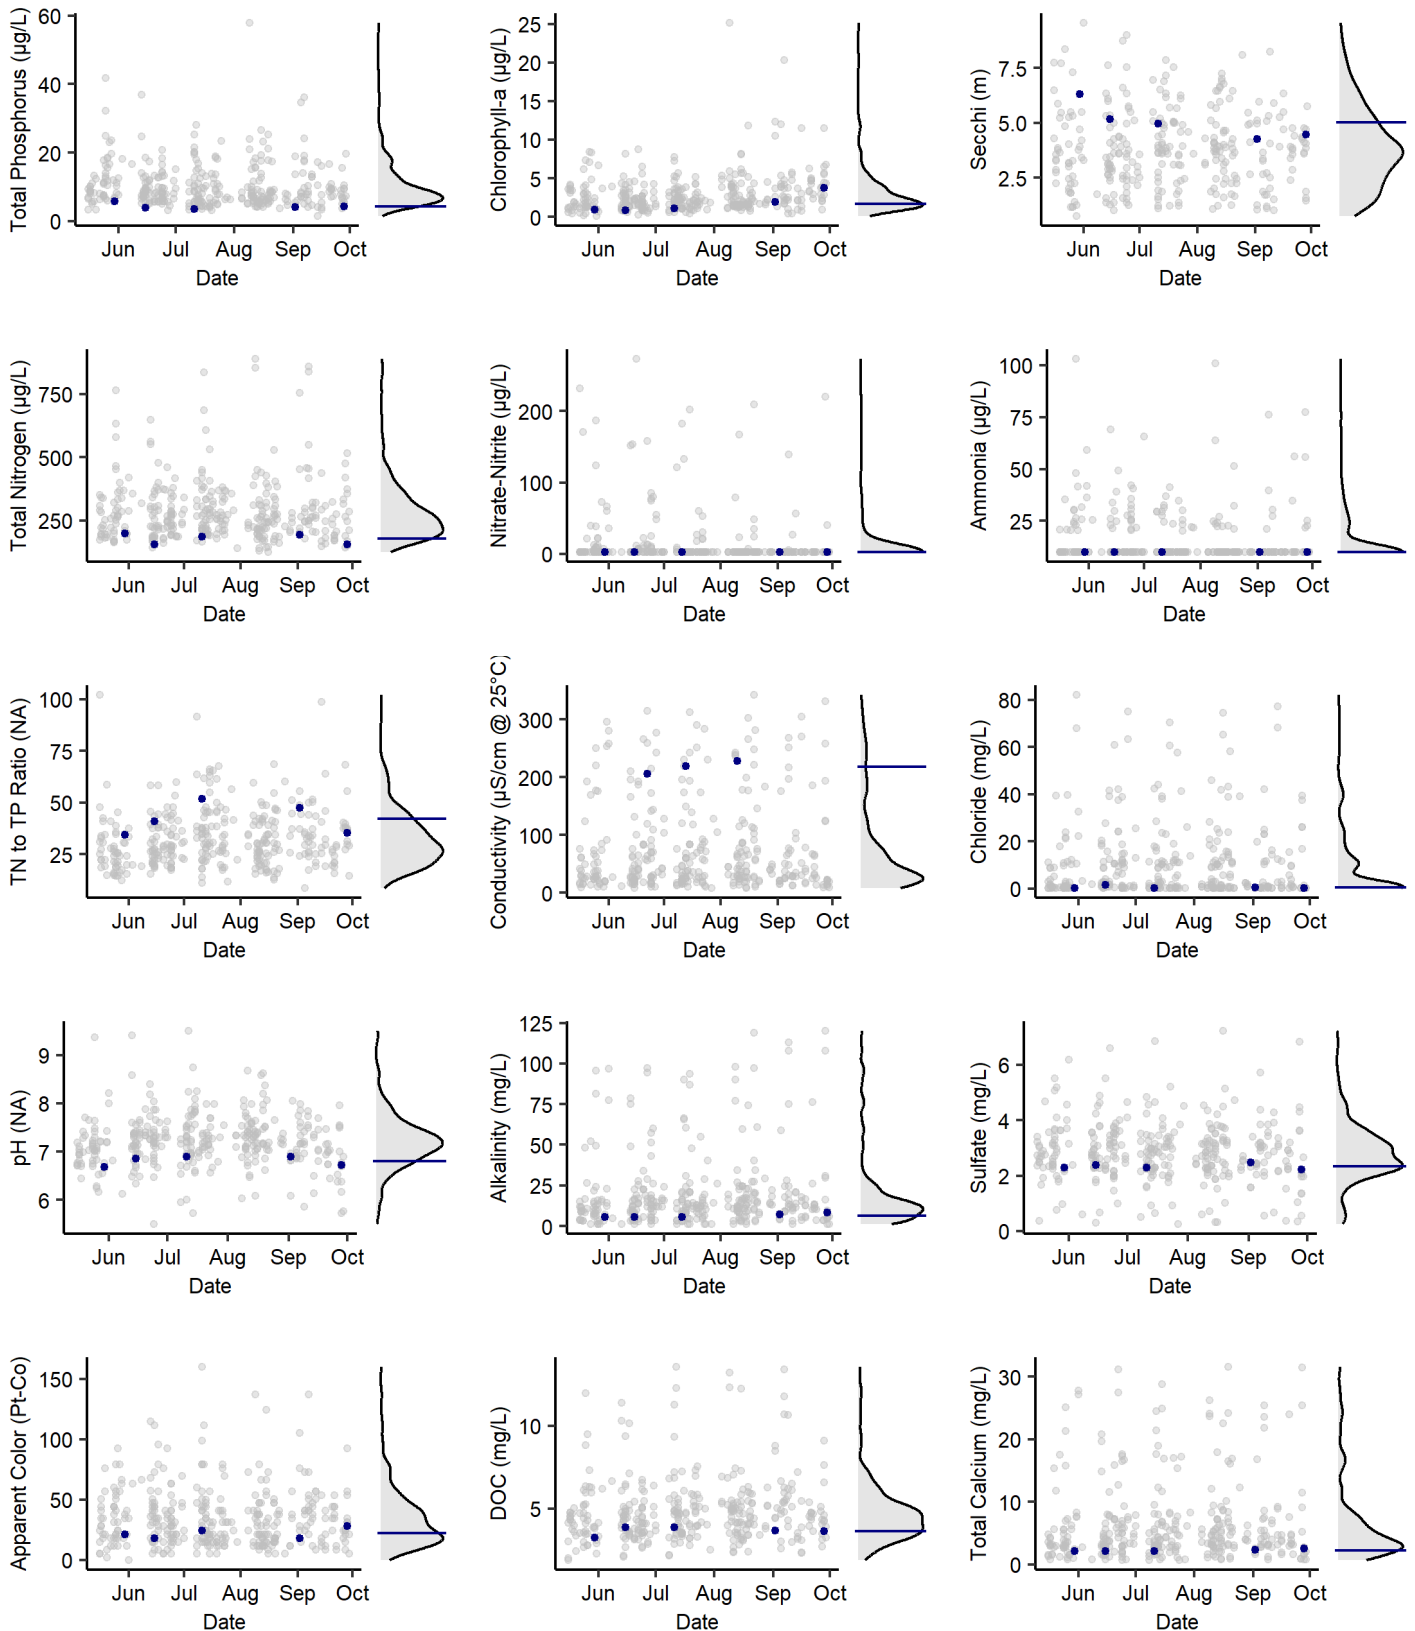 Total Phosphorus (µg/L)
60
40
20
0
Jun Jul Aug Sep Oct
Date
Chlorophyll-a (µg/L)
25
20
15
10
5
0
Jun Jul Aug Sep Oct
Date
Secchi (m)
7.5
5.0
2.5
Jun Jul Aug Sep Oct
Date
Total Nitrogen (µg/L)
750
500
250
Jun Jul Aug Sep Oct
Date
Nitrate-Nitrite (µg/L)
200
100
0
Jun Jul Aug Sep Oct
Date
Ammonia (µg/L)
100
75
50
25
Jun Jul Aug Sep Oct
Date
TN to TP Ratio (NA)
100
75
50
25
Jun Jul Aug Sep Oct
Date
Conductivity (µS/cm @ 25°C)
300
200
100
0
Jun Jul Aug Sep Oct
Date
Chloride (mg/L)
80
60
40
20
0
Jun Jul Aug Sep Oct
Date
pH (NA)
9
8
7
6
Jun Jul Aug Sep Oct
Date
Alkalinity (mg/L)
125
100
75
50
25
0
Jun Jul Aug Sep Oct
Date
Sulfate (mg/L)
6
4
2
0
Jun Jul Aug Sep Oct
Date
Apparent Color (Pt-Co)
150
100
50
0
Jun Jul Aug Sep Oct
Date
DOC (mg/L)
10
5
Jun Jul Aug Sep Oct
Date
Total Calcium (mg/L)
30
20
10
0
Jun Jul Aug Sep Oct
Date